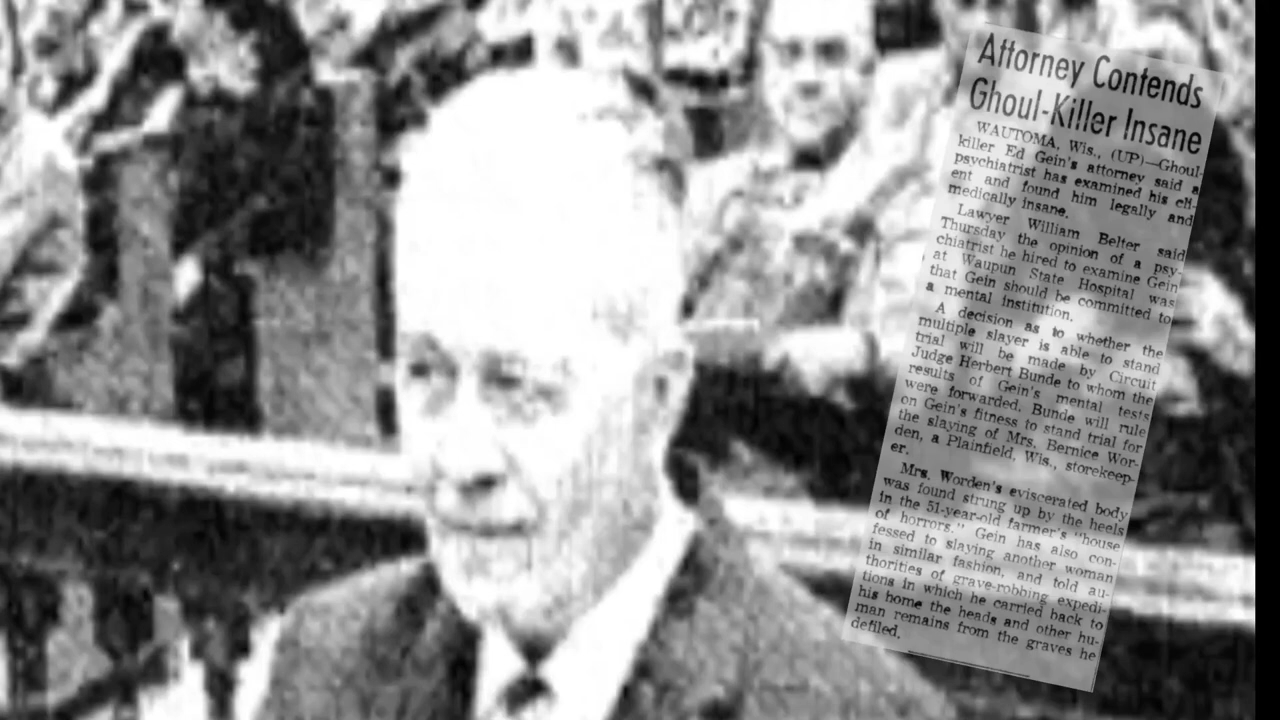 Attorney Contends
Ghoul-Killer Insane
WAUTOMA, Wis., (UP)—Ghoul-
killer Ed Gein's attorney said a
psychiatrist has examined his cli-
ent and found him legally and
medically insane.
Lawyer William Belter said
Thursday the opinion of a psy-
chiatrist he hired to examine Gein
at Waupun State Hospital was
that Gein should be committed to
a mental institution.
A decision as to whether the
multiple slayer is able to stand
trial will be made by Circuit
Judge Herbert Bunde to whom the
results of Gein's mental tests
were forwarded. Bunde will rule
on Gein's fitness to stand trial for
the slaying of Mrs. Bernice Wor-
den, a Plainfield, Wis., storekeep-
er.
Mrs. Worden's eviscerated body
was found strung up by the heels
in the 51-year-old farmer's "house
of horrors." Gein has also con-
fessed to slaying another woman
in similar fashion, and told au-
thorities of grave-robbing expedi-
tions in which he carried back to
his home the heads and other hu-
man remains from the graves he
defiled.